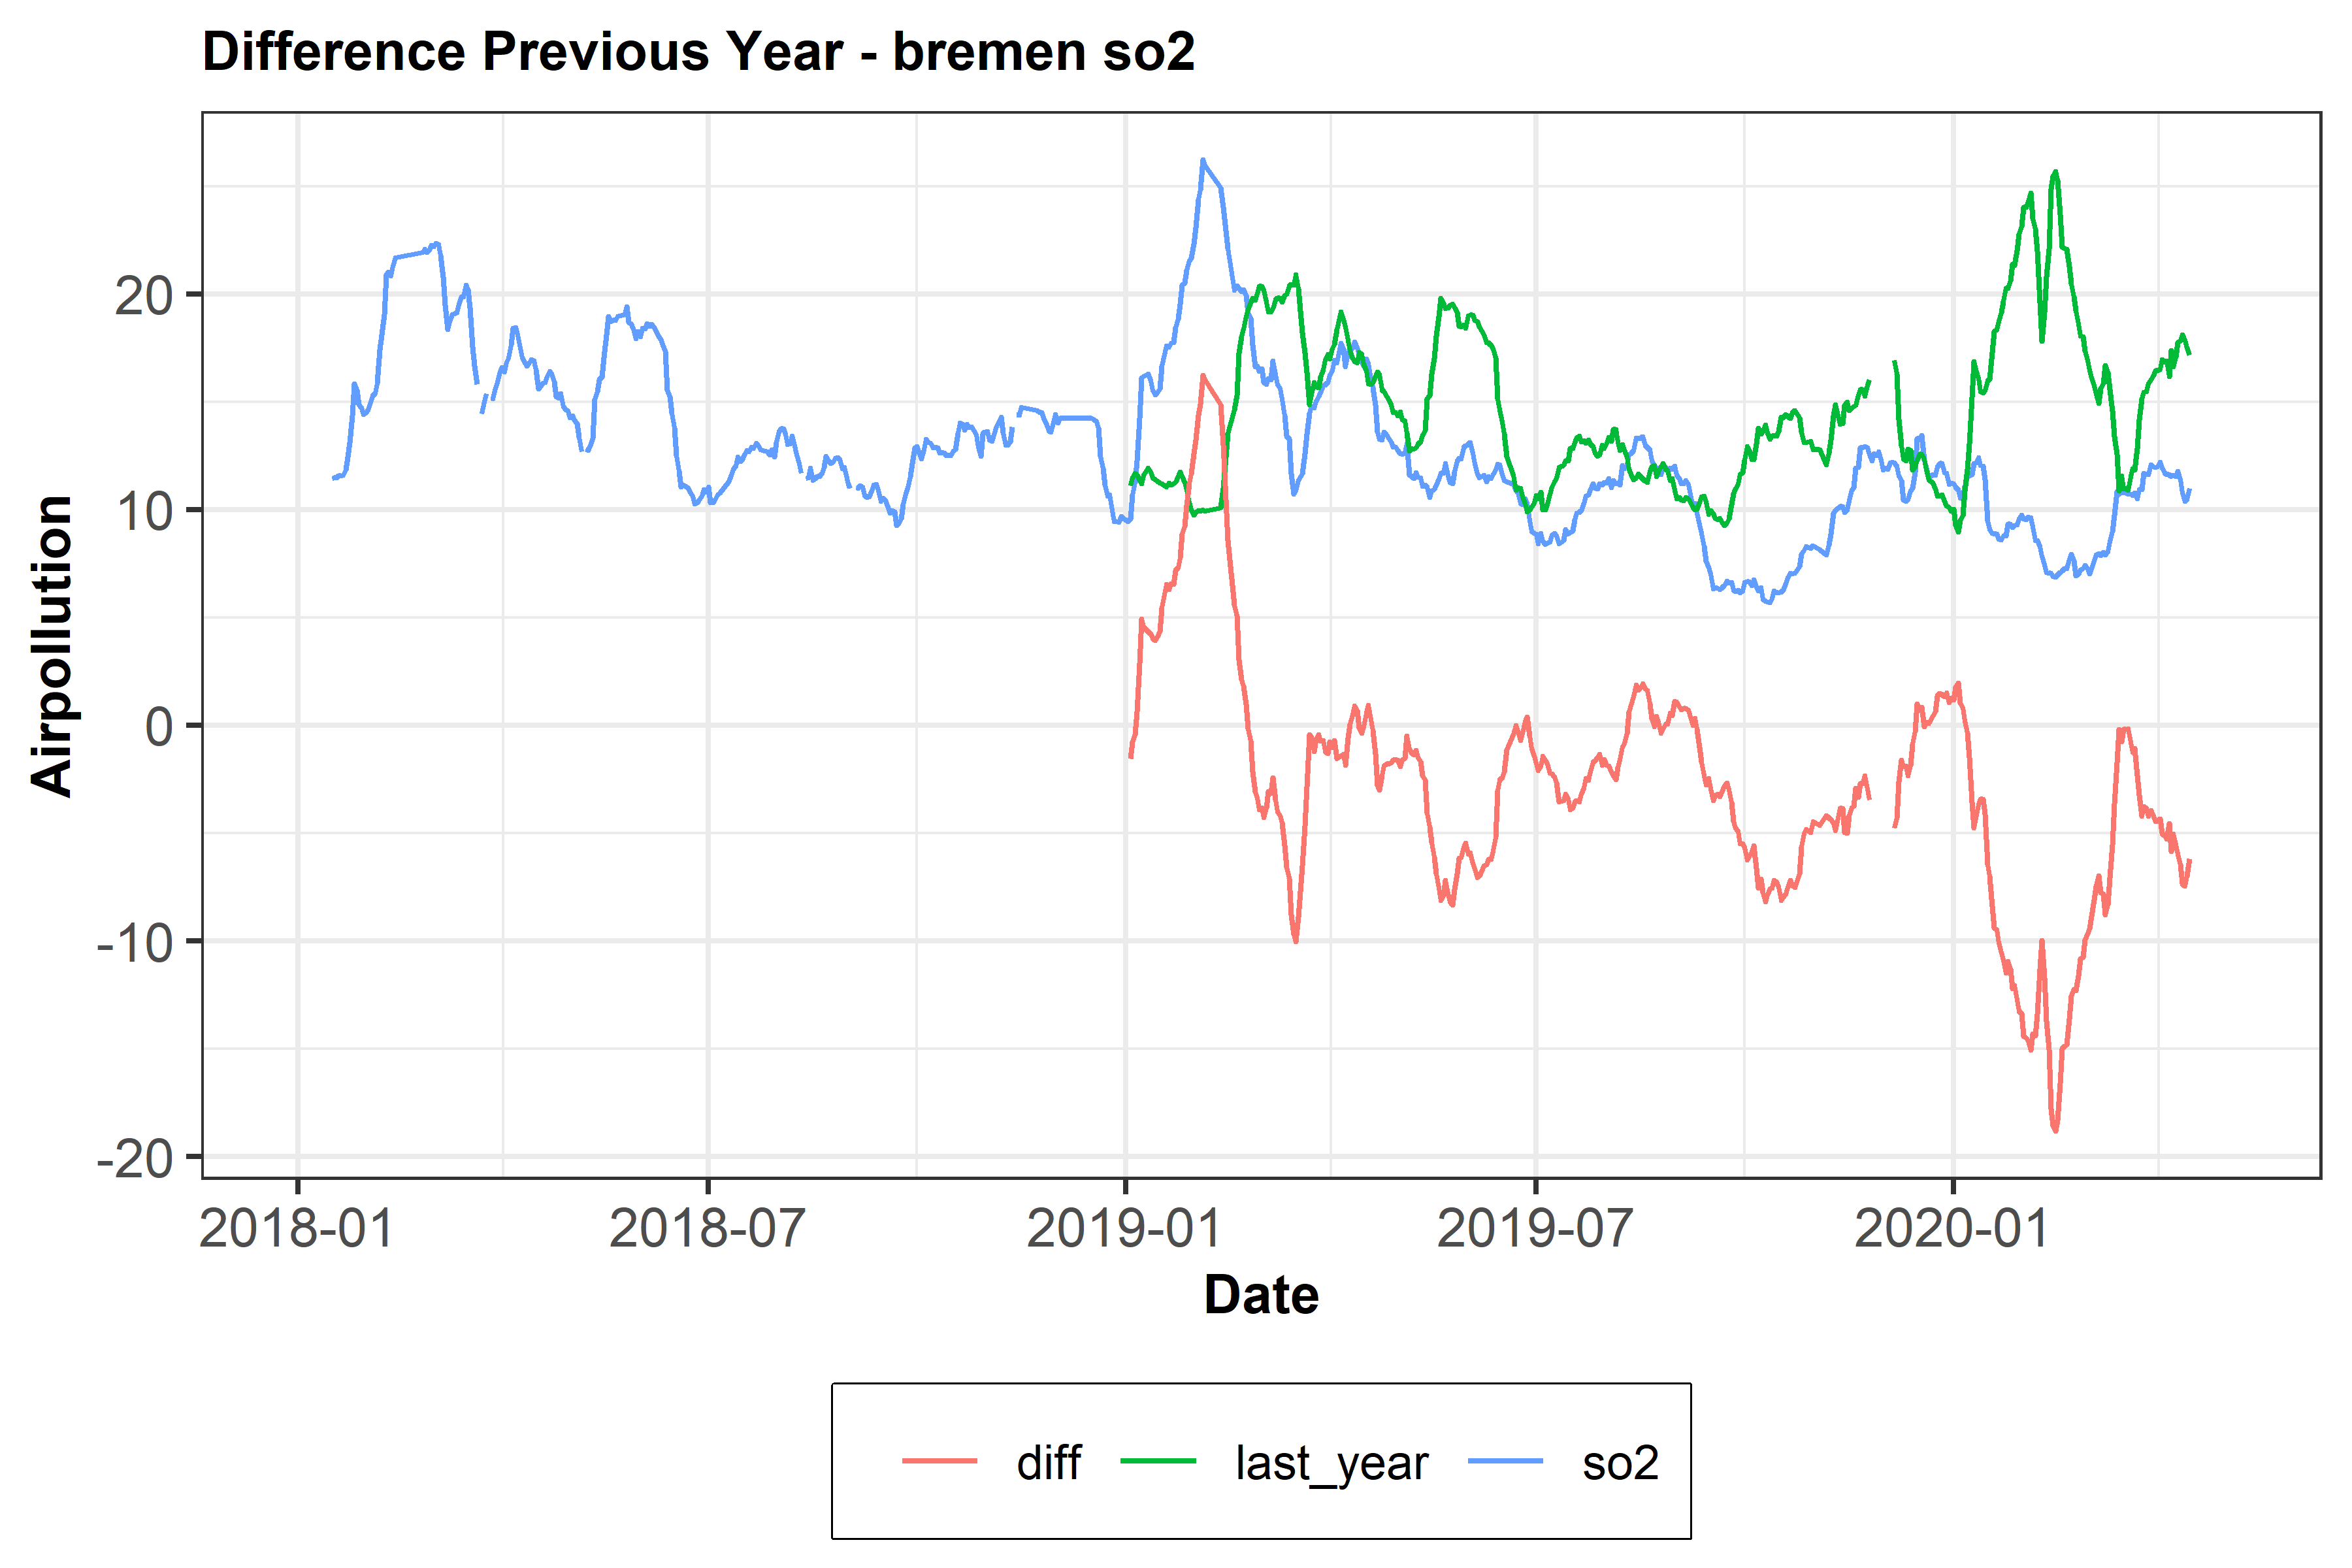 Difference Previous Year - bremen so2
Airpollution
20
10
0
-10
-20
2018-01 2018-07 2019-01 2019-07 2020-01
Date
diff last_year so2